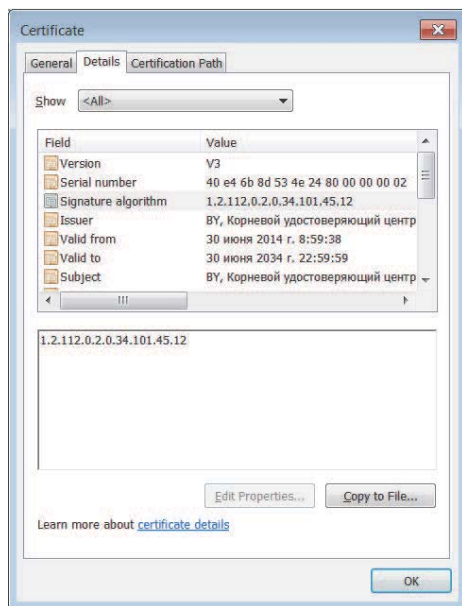 Certificate
General Details Certification Path
Show <All>
Field Value
Version V3
Serial number 40 e4 6b 8d 53 4e 24 80 00 00 00 02
Signature algorithm 1.2.112.0.2.0.34.101.45.12
Issuer BY, Корневой удостоверяющий центр
Valid from 30 июня 2014 г. 8:59:38
Valid to 30 июня 2034 г. 22:59:59
Subject BY, Корневой удостоверяющий центр
1.2.112.0.2.0.34.101.45.12
Edit Properties... Copy to File...
Learn more about certificate details
OK